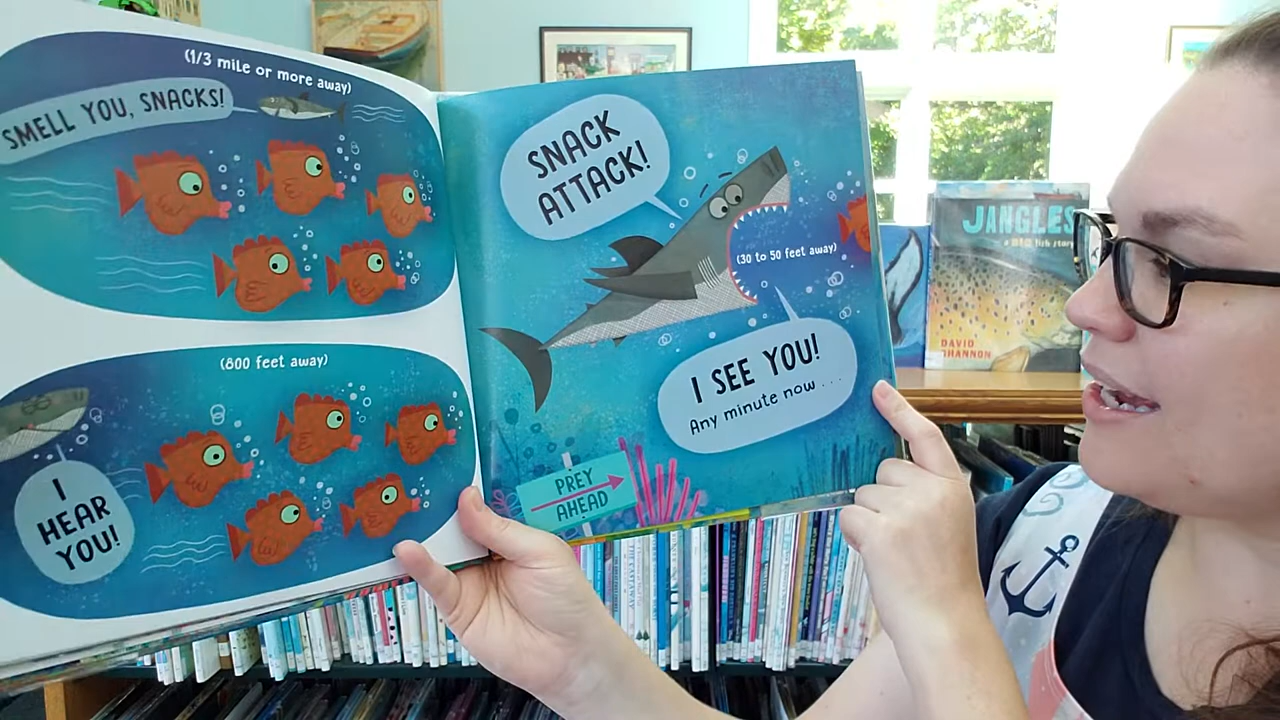 (1/3 mile or more away)
SMELL YOU, SNACKS!
(800 feet away)
I
HEAR
YOU!
SNACK
ATTACK!
(30 to 50 feet away)
I SEE YOU!
Any minute now . . .
PREY
AHEAD
JANGLES
a BIG fish story
DAVID
SHANNON